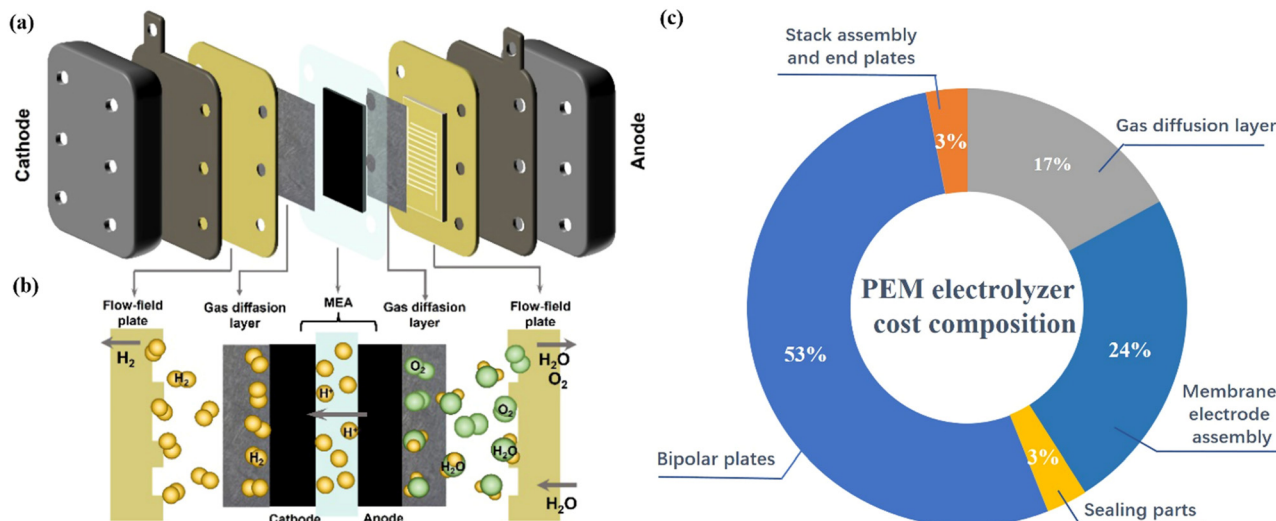 (a)
Cathode
Anode
(b)
Flow-field
plate
Gas diffusion
layer
MEA
Gas diffusion
layer
Flow-field
plate
H₂
H₂
H₂
H⁺
H⁺
O₂
O₂
H₂O
H₂O
H₂O
O₂
H₂O
Cathode
Anode
(c)
Stack assembly
and end plates
3%
Gas diffusion layer
17%
PEM electrolyzer
cost composition
53%
24%
Membrane
electrode
assembly
Bipolar plates
3%
Sealing parts